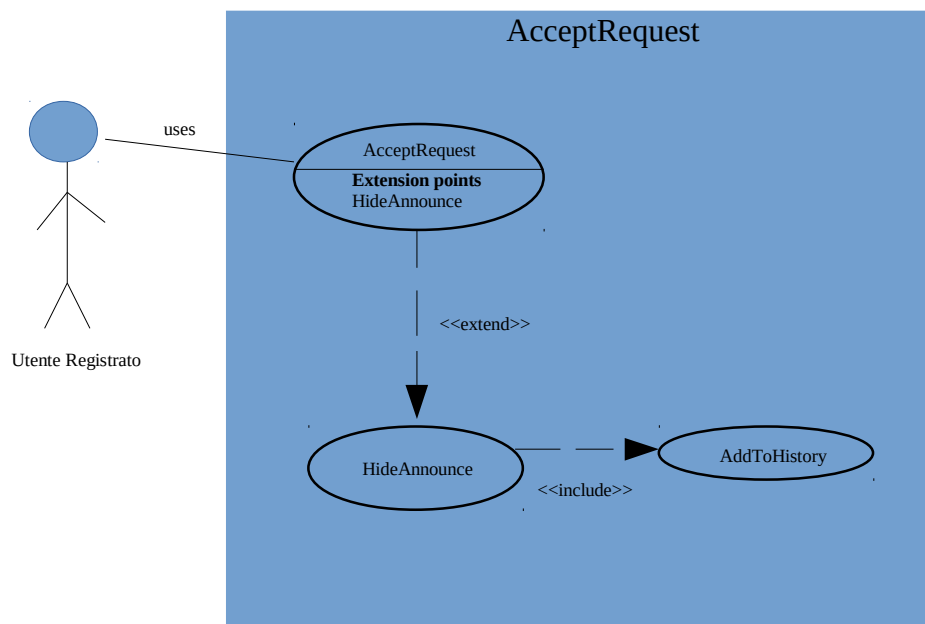 AcceptRequest
uses
AcceptRequest
Extension points
HideAnnounce
<<extend>>
Utente Registrato
HideAnnounce
AddToHistory
<<include>>